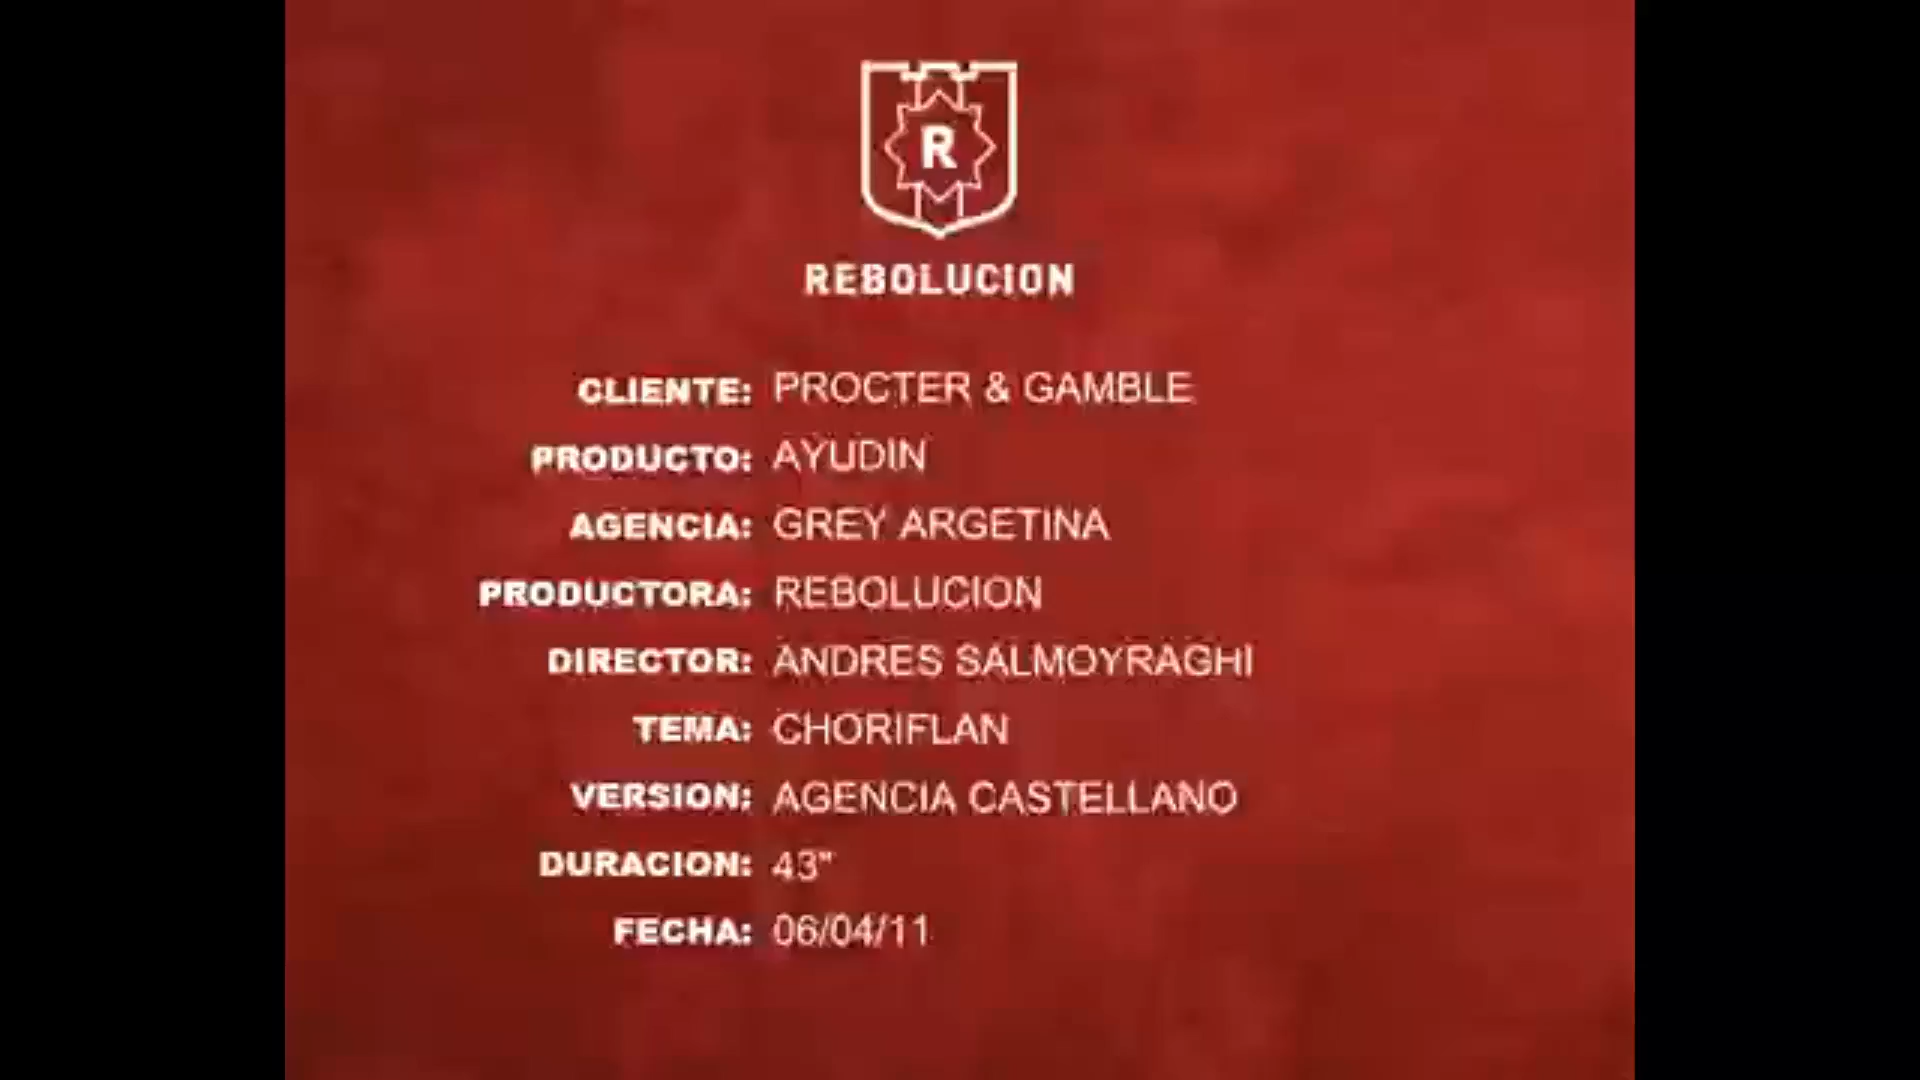 R
REBOLUCION
CLIENTE: PROCTER & GAMBLE
PRODUCTO: AYUDIN
AGENCIA: GREY ARGETINA
PRODUCTORA: REBOLUCION
DIRECTOR: ANDRES SALMOYRAGHI
TEMA: CHORIFLAN
VERSION: AGENCIA CASTELLANO
DURACION: 43"
FECHA: 06/04/11